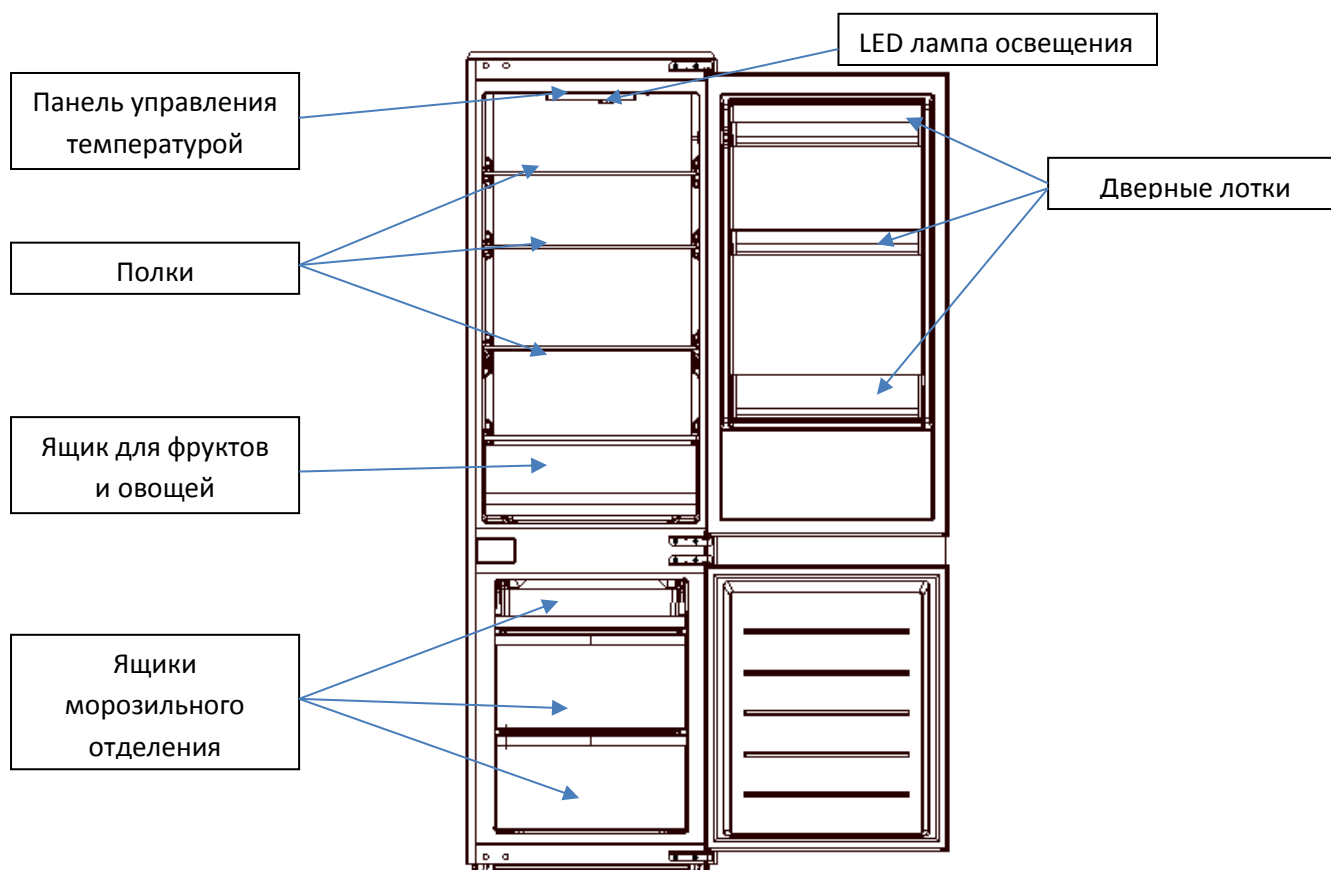 LED лампа освещения
Панель управления
температурой
Дверные лотки
Полки
Ящик для фруктов
и овощей
Ящики
морозильного
отделения